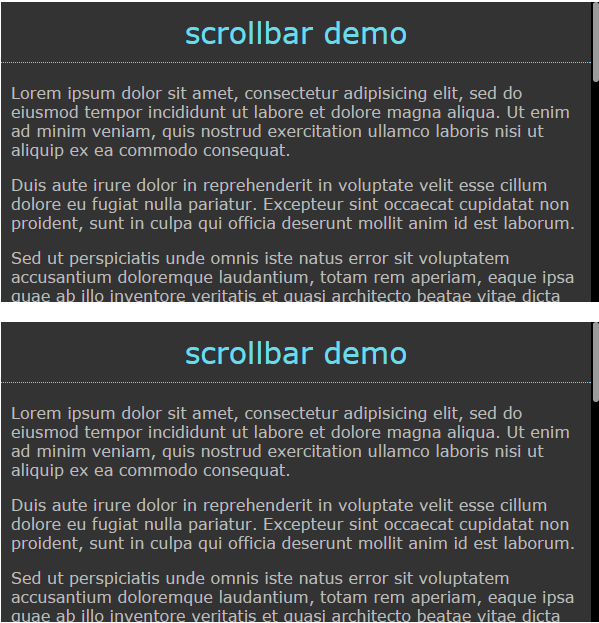 scrollbar demo
Lorem ipsum dolor sit amet, consectetur adipisicing elit, sed do
eiusmod tempor incididunt ut labore et dolore magna aliqua. Ut enim
ad minim veniam, quis nostrud exercitation ullamco laboris nisi ut
aliquip ex ea commodo consequat.
Duis aute irure dolor in reprehenderit in voluptate velit esse cillum
dolore eu fugiat nulla pariatur. Excepteur sint occaecat cupidatat non
proident, sunt in culpa qui officia deserunt mollit anim id est laborum.
Sed ut perspiciatis unde omnis iste natus error sit voluptatem
accusantium doloremque laudantium, totam rem aperiam, eaque ipsa
quae ab illo inventore veritatis et quasi architecto beatae vitae dicta
scrollbar demo
Lorem ipsum dolor sit amet, consectetur adipisicing elit, sed do
eiusmod tempor incididunt ut labore et dolore magna aliqua. Ut enim
ad minim veniam, quis nostrud exercitation ullamco laboris nisi ut
aliquip ex ea commodo consequat.
Duis aute irure dolor in reprehenderit in voluptate velit esse cillum
dolore eu fugiat nulla pariatur. Excepteur sint occaecat cupidatat non
proident, sunt in culpa qui officia deserunt mollit anim id est laborum.
Sed ut perspiciatis unde omnis iste natus error sit voluptatem
accusantium doloremque laudantium, totam rem aperiam, eaque ipsa
quae ab illo inventore veritatis et quasi architecto beatae vitae dicta